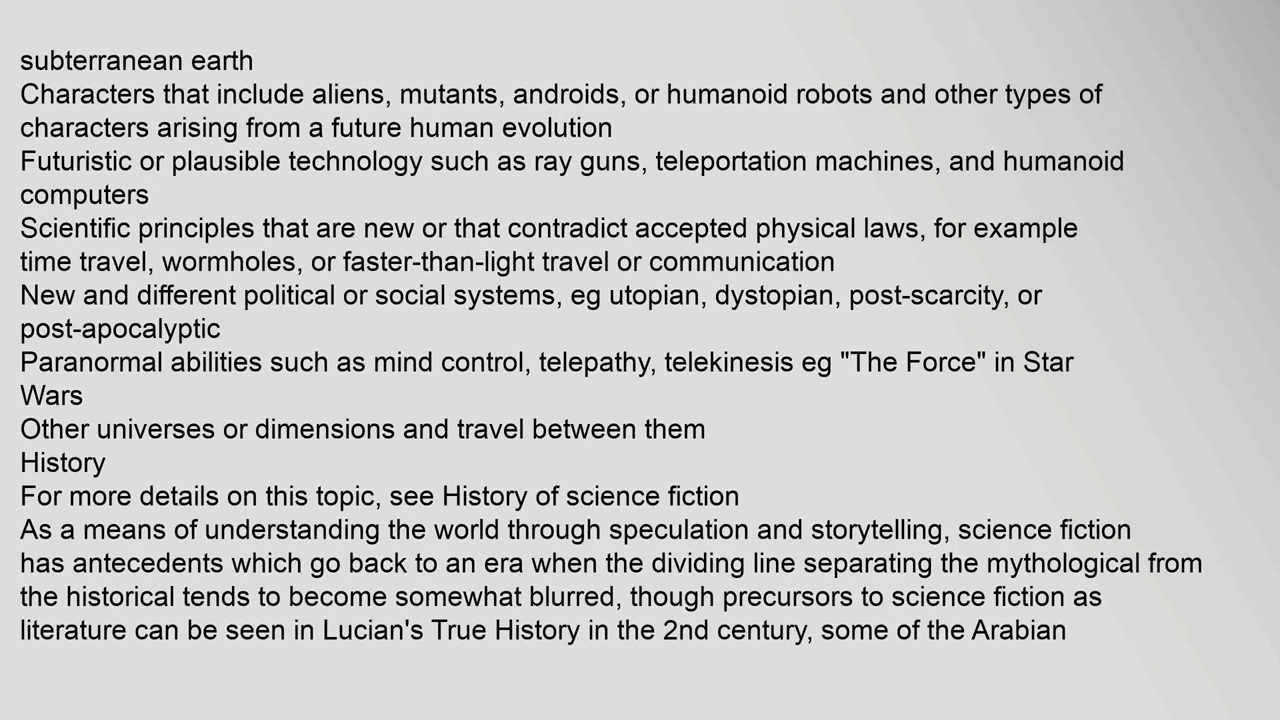 subterranean earth
Characters that include aliens, mutants, androids, or humanoid robots and other types of
characters arising from a future human evolution
Futuristic or plausible technology such as ray guns, teleportation machines, and humanoid
computers
Scientific principles that are new or that contradict accepted physical laws, for example
time travel, wormholes, or faster-than-light travel or communication
New and different political or social systems, eg utopian, dystopian, post-scarcity, or
post-apocalyptic
Paranormal abilities such as mind control, telepathy, telekinesis eg "The Force" in Star
Wars
Other universes or dimensions and travel between them
History
For more details on this topic, see History of science fiction
As a means of understanding the world through speculation and storytelling, science fiction
has antecedents which go back to an era when the dividing line separating the mythological from
the historical tends to become somewhat blurred, though precursors to science fiction as
literature can be seen in Lucian's True History in the 2nd century, some of the Arabian